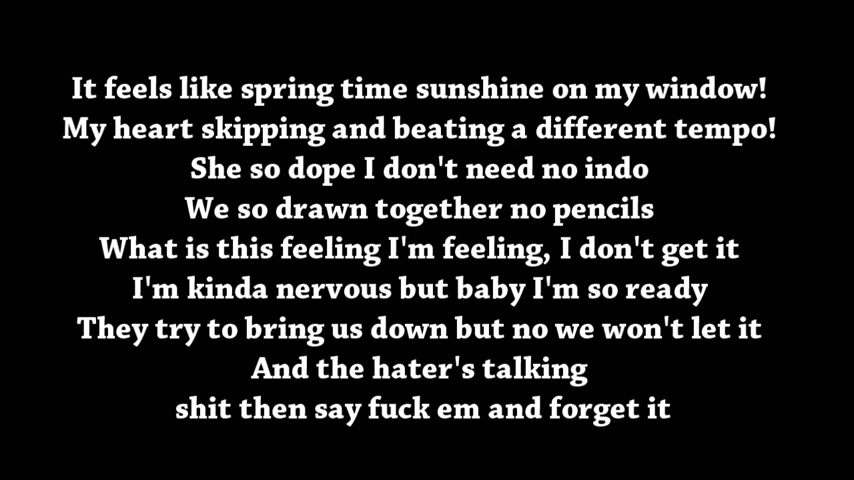 It feels like spring time sunshine on my window!
My heart skipping and beating a different tempo!
She so dope I don't need no indo
We so drawn together no pencils
What is this feeling I'm feeling, I don't get it
I'm kinda nervous but baby I'm so ready
They try to bring us down but no we won't let it
And the hater's talking
shit then say fuck em and forget it